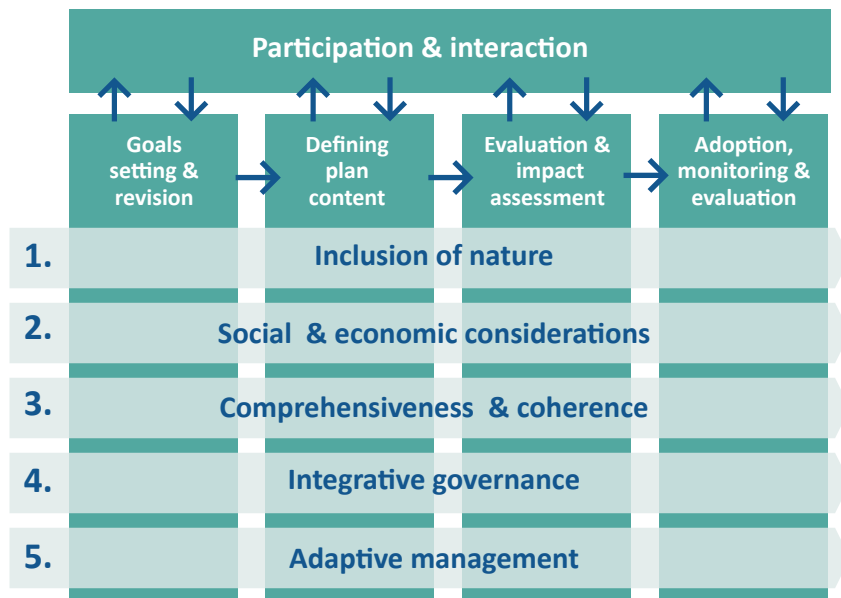 Participation & interaction
Goals
setting &
revision
Defining
plan
content
Evaluation &
impact
assessment
Adoption,
monitoring &
evaluation
1. Inclusion of nature
2. Social & economic considerations
3. Comprehensiveness & coherence
4. Integrative governance
5. Adaptive management